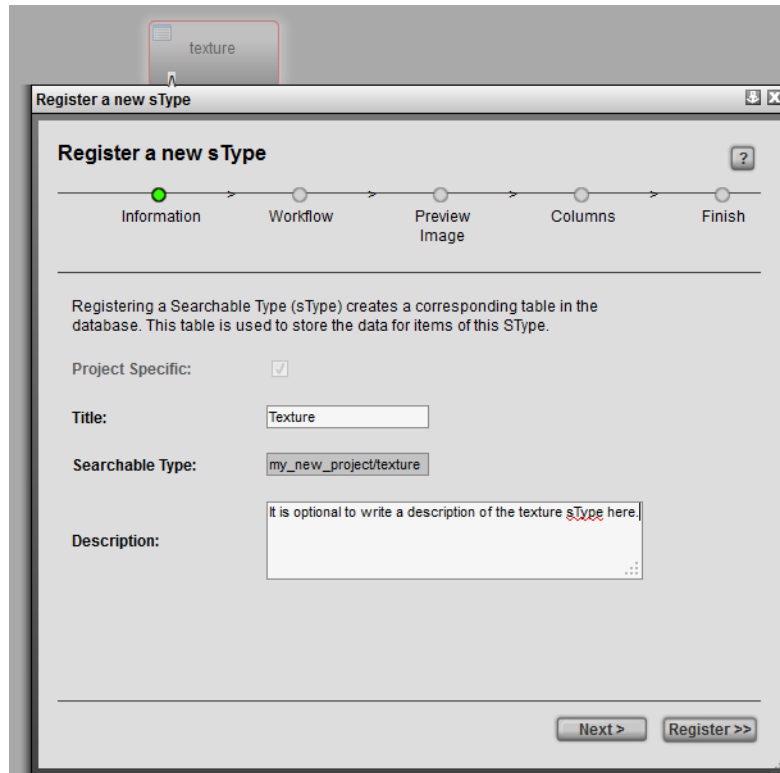 texture
Register a new sType
Register a new sType
?
Information > Workflow > Preview Image > Columns > Finish
Registering a Searchable Type (sType) creates a corresponding table in the
database. This table is used to store the data for items of this SType.
Project Specific:
Title: Texture
Searchable Type: my_new_project/texture
Description: It is optional to write a description of the texture sType here.
Next > Register >>